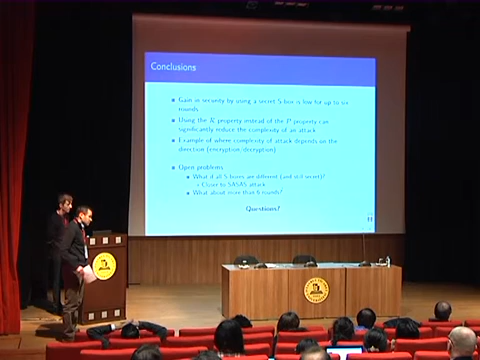 Conclusions
Gain in security by using a secret S-box is low for up to six
rounds
Using the K property instead of the P property can
significantly reduce the complexity of an attack
Example of where complexity of attack depends on the
direction (encryption/decryption)
Open problems
What if all S-boxes are different (and still secret)?
Closer to SASAS attack
What about more than 6 rounds?
Questions?